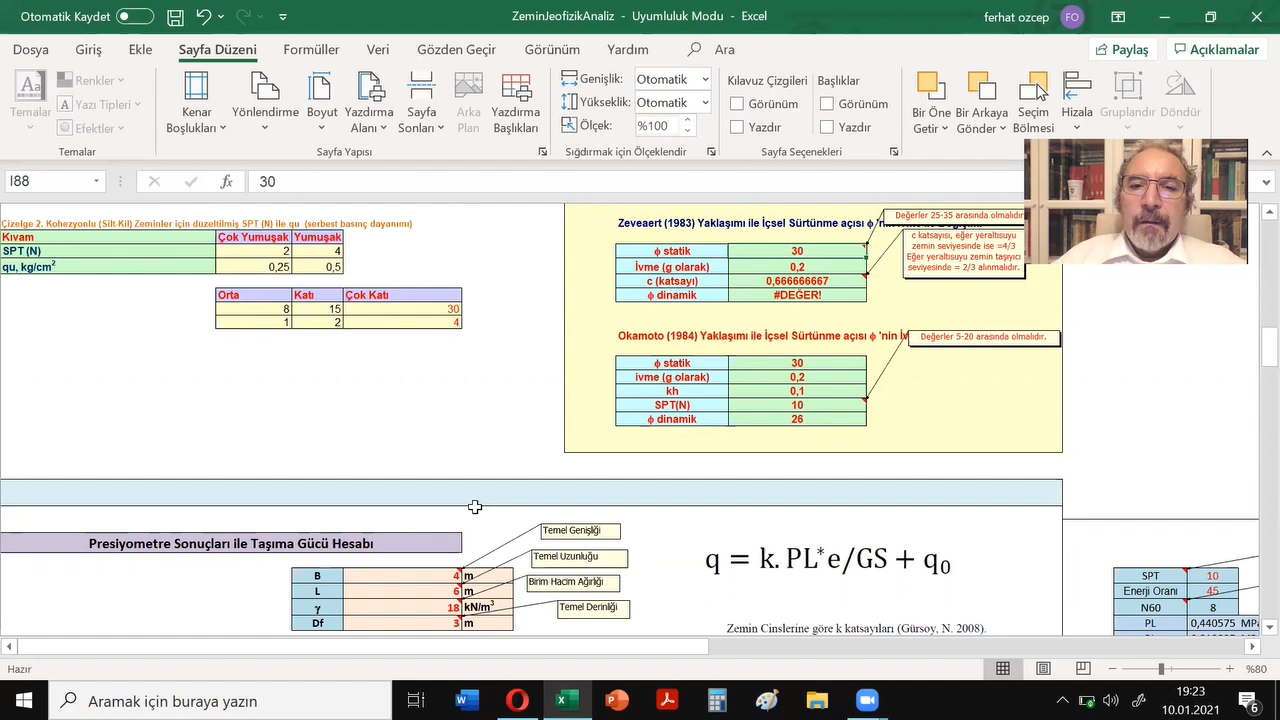 Otomatik Kaydet
ZeminJeofizikAnaliz - Uyumluluk Modu - Excel
ferhat ozcep FO
Dosya Giriş Ekle Sayfa Düzeni Formüller Veri Gözden Geçir Görünüm Yardım Ara Paylaş Açıklamalar
Temalar
Renkler
Yazı Tipleri
Efektler
Kenar Boşlukları
Yönlendirme
Boyut
Yazdırma Alanı
Sayfa Sonları
Arka Plan
Yazdırma Başlıkları
Genişlik: Otomatik
Yükseklik: Otomatik
Ölçek: %100
Kılavuz Çizgileri
Görünüm
Yazdır
Başlıklar
Görünüm
Yazdır
Bir Öne Getir
Bir Arkaya Gönder
Seçim Bölmesi
Hizala
Gruplandır
Döndür
Temalar Sayfa Yapısı Sığdırmak için Ölçeklendir Sayfa Seçenekleri
I88 fx 30
Çizelge 2. Kohezyonlu (Silt-Kil) Zeminler için düzeltilmiş SPT (N) ile qu (serbest basınç dayanımı)
Kıvam Çok Yumuşak Yumuşak
SPT (N) 2 4
qu, kg/cm² 0,25 0,5
Orta Katı Çok Katı
8 15 30
1 2 4
Zeveaert (1983) Yaklaşımı ile İçsel Sürtünme açısı ϕ
Değerler 25-35 arasında olmalıdır
c katsayısı, eğer yeraltısuyu
zemin seviyesinde ise =4/3
Eğer yeraltısuyu zemin taşıyıcı
seviyesinde = 2/3 alınmalıdır.
ϕ statik 30
İvme (g olarak) 0,2
c (katsayı) 0,666666667
ϕ dinamik #DEĞER!
Okamoto (1984) Yaklaşımı ile İçsel Sürtünme açısı ϕ 'nin İv
Değerler 5-20 arasında olmalıdır.
ϕ statik 30
ivme (g olarak) 0,2
kh 0,1
SPT(N) 10
ϕ dinamik 26
Presiyometre Sonuçları ile Taşıma Gücü Hesabı
Temel Genişliği
Temel Uzunluğu
Birim Hacim Ağırlığı
Temel Derinliği
B 4 m
L 6 m
γ 18 kN/m³
Df 3 m
q = k. PL*e/GS + q₀
Zemin Cinslerine göre k katsayıları (Gürsoy, N. 2008).
SPT 10
Enerji Oranı 45
N60 8
PL 0,440575 MPa
Hazır
%80
Aramak için buraya yazın
19:23
10.01.2021
6